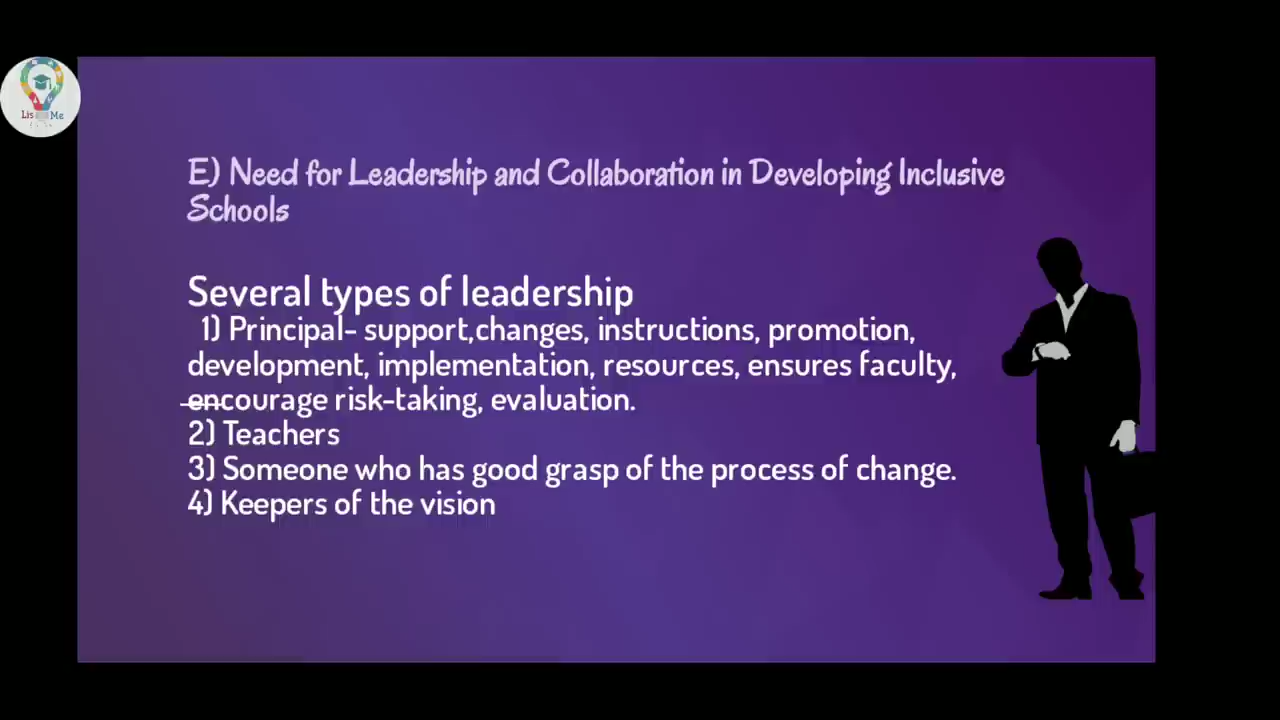 Lis Me
E) Need for Leadership and Collaboration in Developing Inclusive
Schools
Several types of leadership
1) Principal- support,changes, instructions, promotion,
development, implementation, resources, ensures faculty,
encourage risk-taking, evaluation.
2) Teachers
3) Someone who has good grasp of the process of change.
4) Keepers of the vision